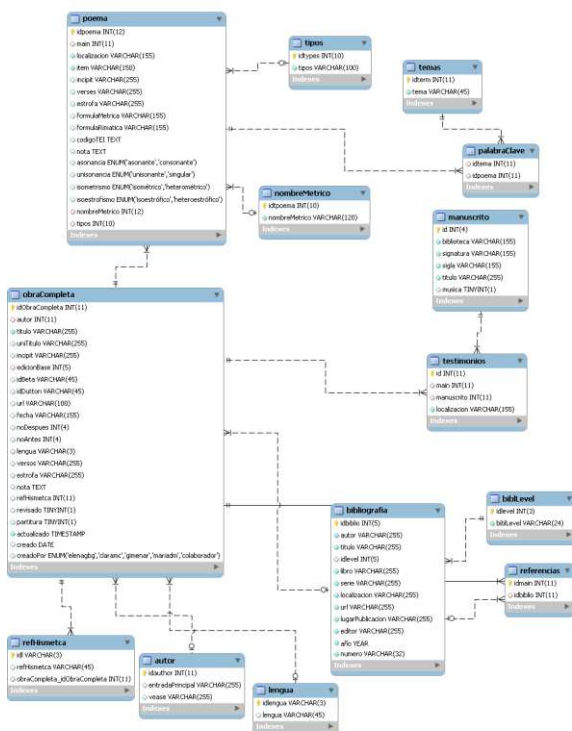 poema
idpoema INT(12)
main INT(11)
localizacion VARCHAR(155)
item VARCHAR(150)
incipit VARCHAR(255)
verses VARCHAR(255)
estrofa VARCHAR(255)
formulaMetrica VARCHAR(155)
formulaRimatica VARCHAR(155)
codigoTEI TEXT
nota TEXT
asonancia ENUM('asonante','consonante')
unisonancia ENUM('unisonante','singular')
isometrismo ENUM('isométrico','heterométrico')
isoestrofismo ENUM('isoestrófico','heteroestrófico')
nombreMetrico INT(12)
tipos INT(10)
Indexes
tipos
idtypes INT(10)
tipos VARCHAR(100)
Indexes
temas
idterm INT(11)
tema VARCHAR(45)
Indexes
palabraClave
idtema INT(11)
idpoema INT(11)
Indexes
nombreMetrico
idtpoema INT(10)
nombreMetrico VARCHAR(120)
Indexes
manuscrito
id INT(4)
biblioteca VARCHAR(155)
signatura VARCHAR(155)
sigla VARCHAR(155)
titulo VARCHAR(255)
musica TINYINT(1)
Indexes
obraCompleta
idObraCompleta INT(11)
autor INT(11)
titulo VARCHAR(255)
uniTitulo VARCHAR(255)
incipit VARCHAR(255)
edicionBase INT(5)
idBeta VARCHAR(45)
idDutton VARCHAR(45)
url VARCHAR(100)
fecha VARCHAR(155)
noDespues INT(4)
noAntes INT(4)
lengua VARCHAR(3)
versos VARCHAR(255)
estrofa VARCHAR(255)
nota TEXT
refHismetca INT(11)
revisado TINYINT(1)
partitura TINYINT(1)
actualizado TIMESTAMP
creado DATE
creadoPor ENUM('elenagbg','claramc','gimenar','mariadm','colaborador')
Indexes
testimonios
id INT(11)
main INT(11)
manuscrito INT(11)
localizacion VARCHAR(155)
Indexes
bibliografia
idbiblio INT(5)
autor VARCHAR(255)
titulo VARCHAR(255)
idlevel INT(5)
libro VARCHAR(255)
serie VARCHAR(255)
localizacion VARCHAR(255)
url VARCHAR(255)
lugarPublicacion VARCHAR(255)
editor VARCHAR(255)
año YEAR
numero VARCHAR(32)
Indexes
biblLevel
idlevel INT(3)
biblLevel VARCHAR(24)
Indexes
referencias
idmain INT(11)
idbiblio INT(11)
Indexes
refHismetca
id VARCHAR(3)
refHismetca VARCHAR(45)
obraCompleta_idObraCompleta INT(11)
Indexes
autor
idauthor INT(11)
entradaPrincipal VARCHAR(255)
vease VARCHAR(255)
Indexes
lengua
idlengua VARCHAR(3)
lengua VARCHAR(45)
Indexes